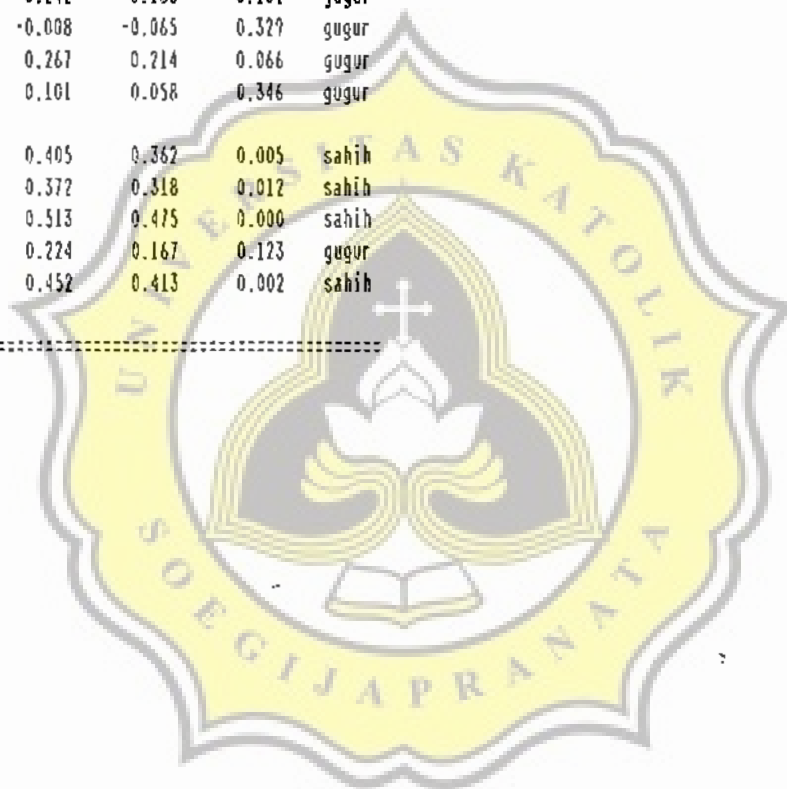 -0.008 -0.065 0.329 gugur
0.267 0.214 0.066 gugur
0.101 0.058 0.346 gugur
0.405 0.362 0.005 sahih
0.372 0.318 0.012 sahih
0.513 0.475 0.000 sahih
0.224 0.167 0.123 gugur
0.452 0.413 0.002 sahih
UNIVERSITAS KATOLIK
SOEGIJAPRANATA